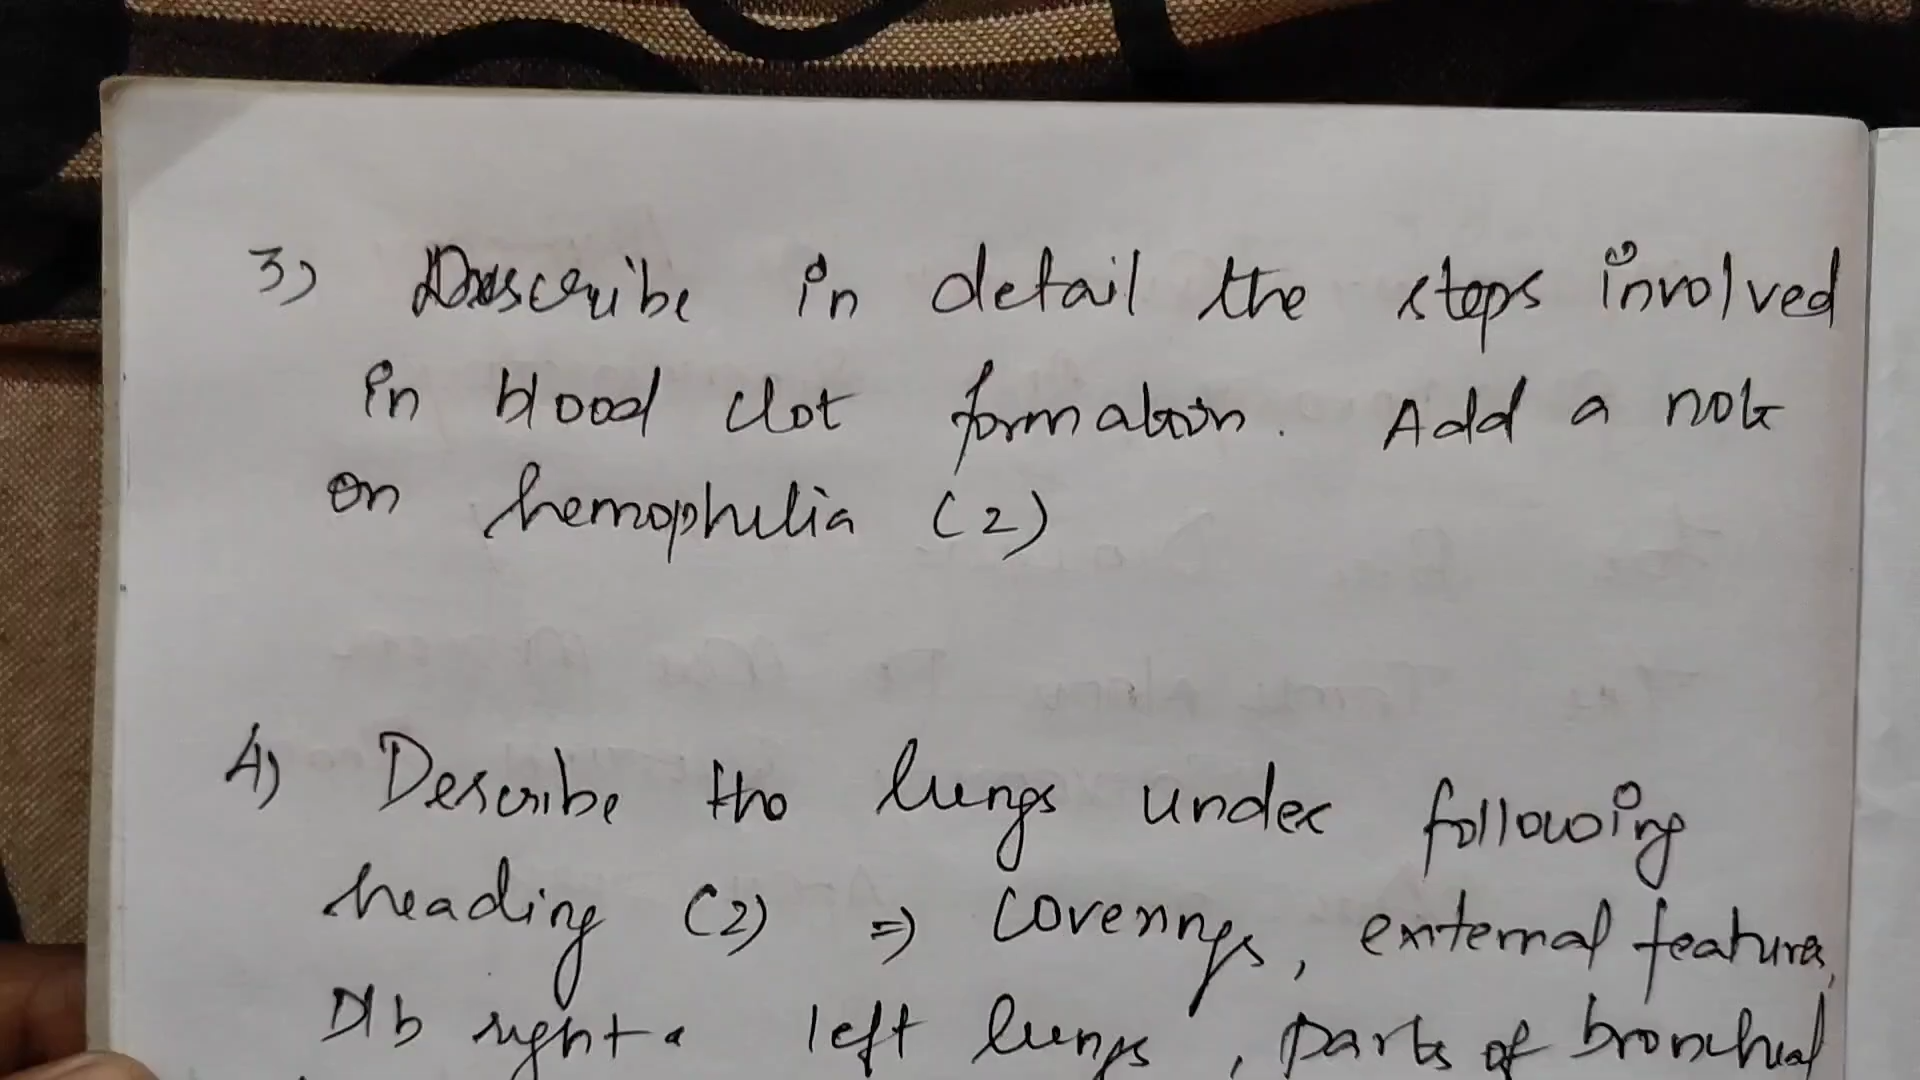 3) Describe in detail the steps involved
in blood clot formation. Add a note
on hemophilia (2)
4) Describe the lungs under following
heading (2) => coverings, external features,
D/b right & left lungs, parts of bronchial